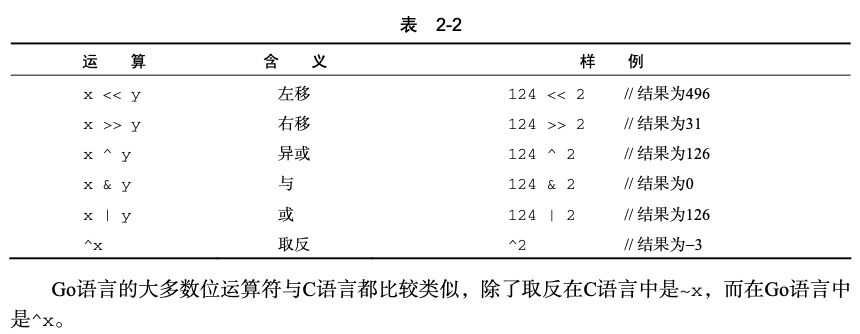 表 2-2
运 算 含 义 样 例
x << y 左移 124 << 2 // 结果为496
x >> y 右移 124 >> 2 // 结果为31
x ^ y 异或 124 ^ 2 // 结果为126
x & y 与 124 & 2 // 结果为0
x | y 或 124 | 2 // 结果为126
^x 取反 ^2 // 结果为–3
Go语言的大多数位运算符与C语言都比较类似，除了取反在C语言中是~x，而在Go语言中
是^x。